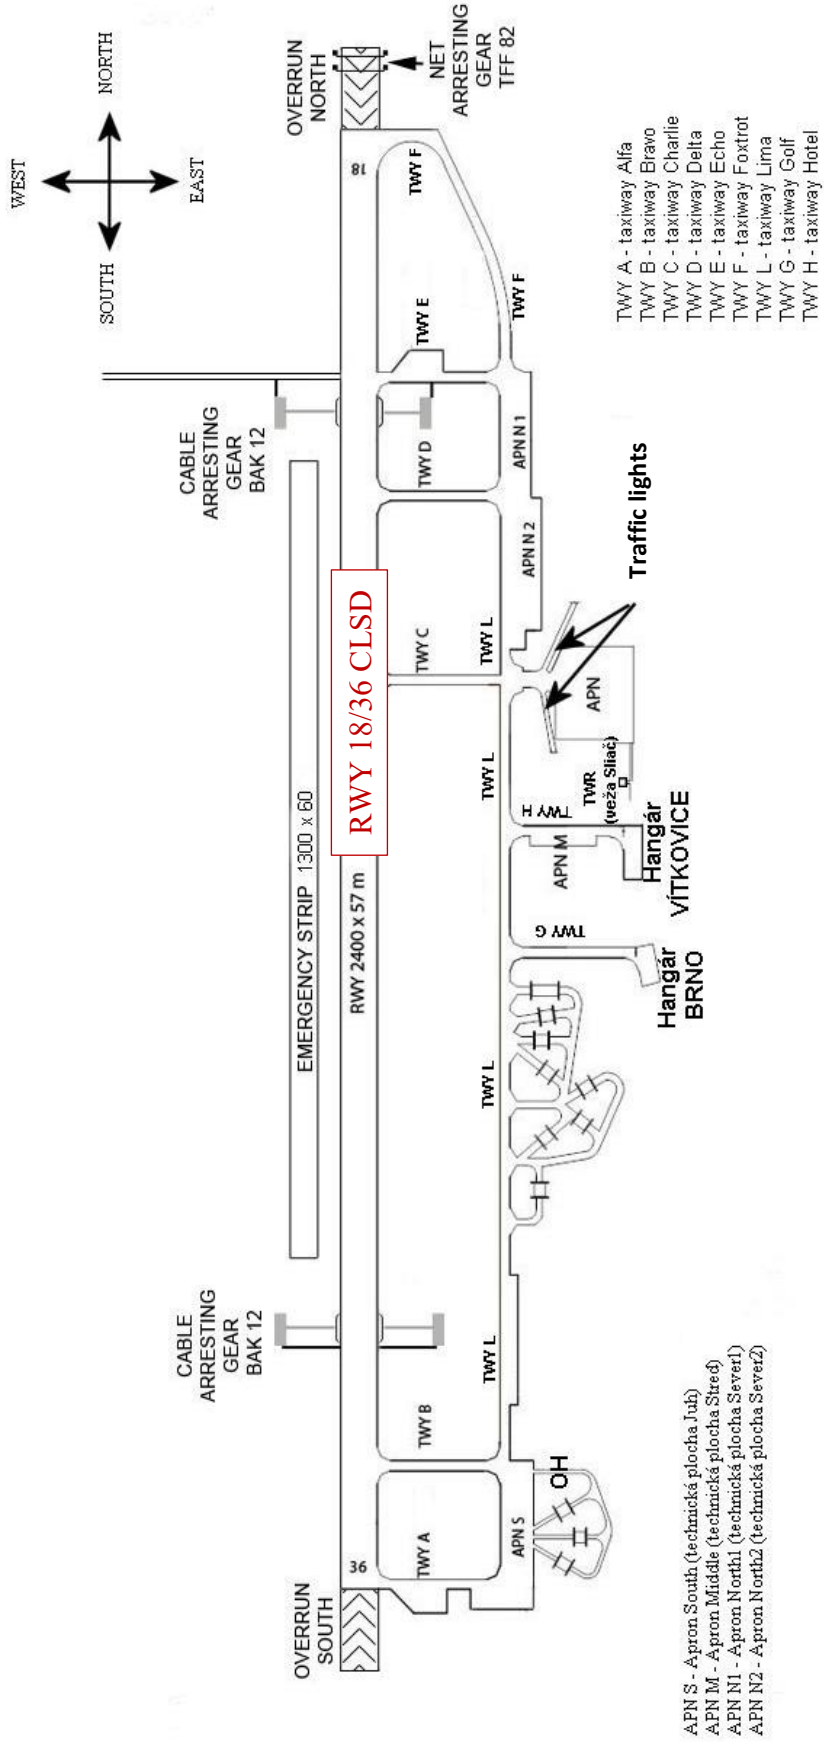 WEST
NORTH
SOUTH
EAST
OVERRUN
NORTH
NET
ARRESTING
GEAR
TFF 82
18
TWY F
TWY E
TWY F
CABLE
ARRESTING
GEAR
BAK 12
TWY D
APN N1
TWY A - taxiway Alfa
TWY B - taxiway Bravo
TWY C - taxiway Charlie
TWY D - taxiway Delta
TWY E - taxiway Echo
TWY F - taxiway Foxtrot
TWY L - taxiway Lima
TWY G - taxiway Golf
TWY H - taxiway Hotel
APN N2
Traffic lights
RWY 18/36 CLSD
TWY C
TWY L
APN
EMERGENCY STRIP 1300 x 60
TWY L
TWR
(veža Sliač)
TWY H
APN M
Hangár
VÍTKOVICE
RWY 2400 x 57 m
TWY G
Hangár
BRNO
TWY L
CABLE
ARRESTING
GEAR
BAK 12
TWY L
TWY B
OH
36
TWY A
APN S
OVERRUN
SOUTH
APN S - Apron South (technická plocha Juh)
APN M - Apron Middle (technická plocha Stred)
APN N1 - Apron North1 (technická plocha Sever1)
APN N2 - Apron North2 (technická plocha Sever2)